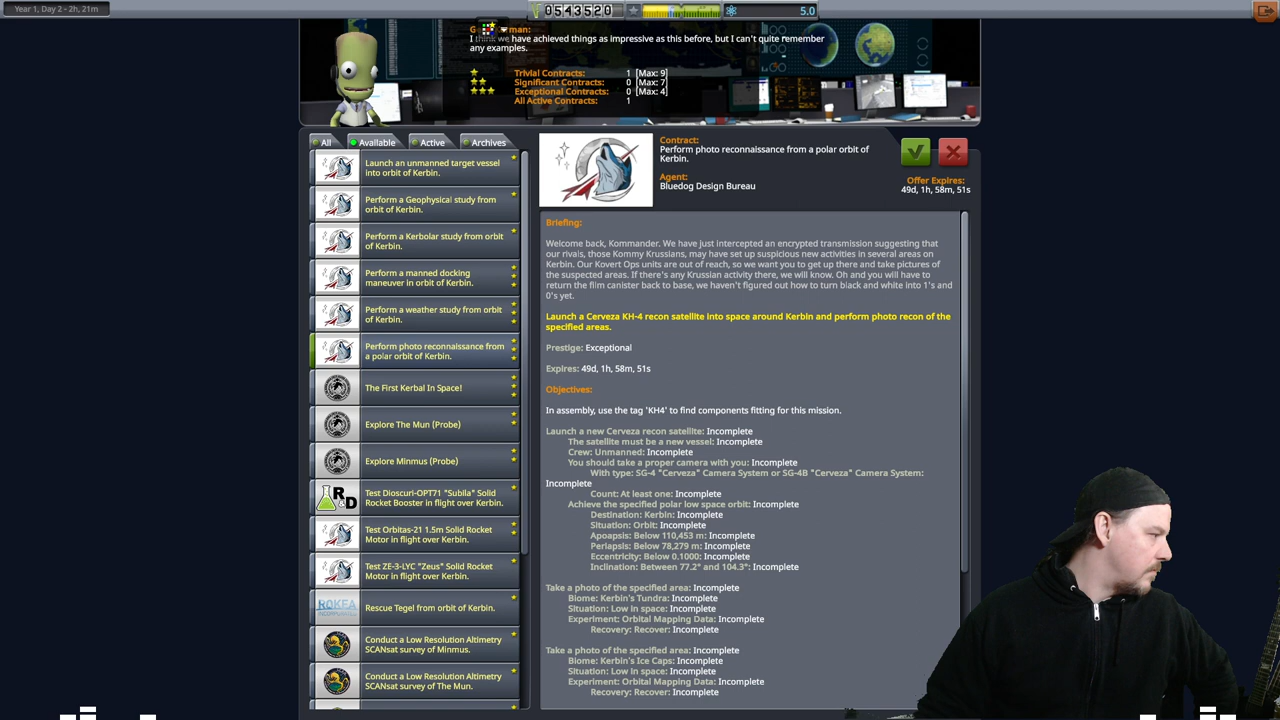 Year 1, Day 2 - 2h, 21m
0543520
5.0
I think we have achieved things as impressive as this before, but I can't quite remember
any examples.
Trivial Contracts: 1 [Max: 9]
Significant Contracts: 0 [Max: 7]
Exceptional Contracts: 0 [Max: 4]
All Active Contracts: 1
All
Available
Active
Archives
Launch an unmanned target vessel
into orbit of Kerbin.
Perform a Geophysical study from
orbit of Kerbin.
Perform a Kerbolar study from orbit
of Kerbin.
Perform a manned docking
maneuver in orbit of Kerbin.
Perform a weather study from orbit
of Kerbin.
Perform photo reconnaissance from
a polar orbit of Kerbin.
The First Kerbal In Space!
Explore The Mun (Probe)
Explore Minmus (Probe)
R&D
Test Dioscuri-OPT71 "Subila" Solid
Rocket Booster in flight over Kerbin.
Test Orbitas-21 1.5m Solid Rocket
Motor in flight over Kerbin.
Test ZE-3-LYC "Zeus" Solid Rocket
Motor in flight over Kerbin.
ROKEA
Rescue Tegel from orbit of Kerbin.
Conduct a Low Resolution Altimetry
SCANsat survey of Minmus.
Conduct a Low Resolution Altimetry
SCANsat survey of The Mun.
Contract:
Perform photo reconnaissance from a polar orbit of
Kerbin.
Agent:
Bluedog Design Bureau
Offer Expires:
49d, 1h, 58m, 51s
Briefing:
Welcome back, Kommander. We have just intercepted an encrypted transmission suggesting that
our rivals, those Kommy Krussians, may have set up suspicious new activities in several areas on
Kerbin. Our Kovert Ops units are out of reach, so we want you to get up there and take pictures of
the suspected areas. If there's any Krussian activity there, we will know. Oh and you will have to
return the film canister back to base, we haven't figured out how to turn black and white into 1's and
0's yet.
Launch a Cerveza KH-4 recon satellite into space around Kerbin and perform photo recon of the
specified areas.
Prestige: Exceptional
Expires: 49d, 1h, 58m, 51s
Objectives:
In assembly, use the tag 'KH4' to find components fitting for this mission.
Launch a new Cerveza recon satellite: Incomplete
The satellite must be a new vessel: Incomplete
Crew: Unmanned: Incomplete
You should take a proper camera with you: Incomplete
With type: SG-4 "Cerveza" Camera System or SG-4B "Cerveza" Camera System:
Incomplete
Count: At least one: Incomplete
Achieve the specified polar low space orbit: Incomplete
Destination: Kerbin: Incomplete
Situation: Orbit: Incomplete
Apoapsis: Below 110,453 m: Incomplete
Periapsis: Below 78,279 m: Incomplete
Eccentricity: Below 0.1000: Incomplete
Inclination: Between 77.2° and 104.3°: Incomplete
Take a photo of the specified area: Incomplete
Biome: Kerbin's Tundra: Incomplete
Situation: Low in space: Incomplete
Experiment: Orbital Mapping Data: Incomplete
Recovery: Recover: Incomplete
Take a photo of the specified area: Incomplete
Biome: Kerbin's Ice Caps: Incomplete
Situation: Low in space: Incomplete
Experiment: Orbital Mapping Data: Incomplete
Recovery: Recover: Incomplete